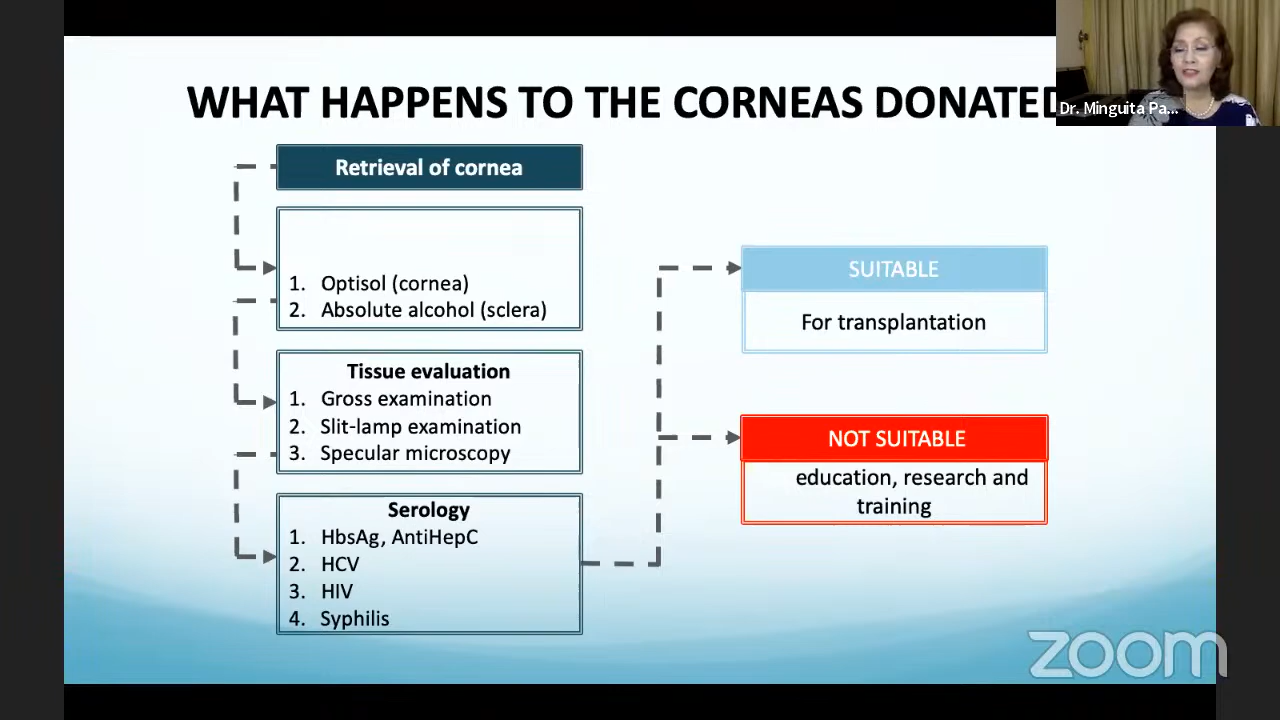 WHAT HAPPENS TO THE CORNEAS DONATED
Dr. Minguita Pa...
Retrieval of cornea
1. Optisol (cornea)
2. Absolute alcohol (sclera)
Tissue evaluation
1. Gross examination
2. Slit-lamp examination
3. Specular microscopy
Serology
1. HbsAg, AntiHepC
2. HCV
3. HIV
4. Syphilis
SUITABLE
For transplantation
NOT SUITABLE
education, research and
training
zoom